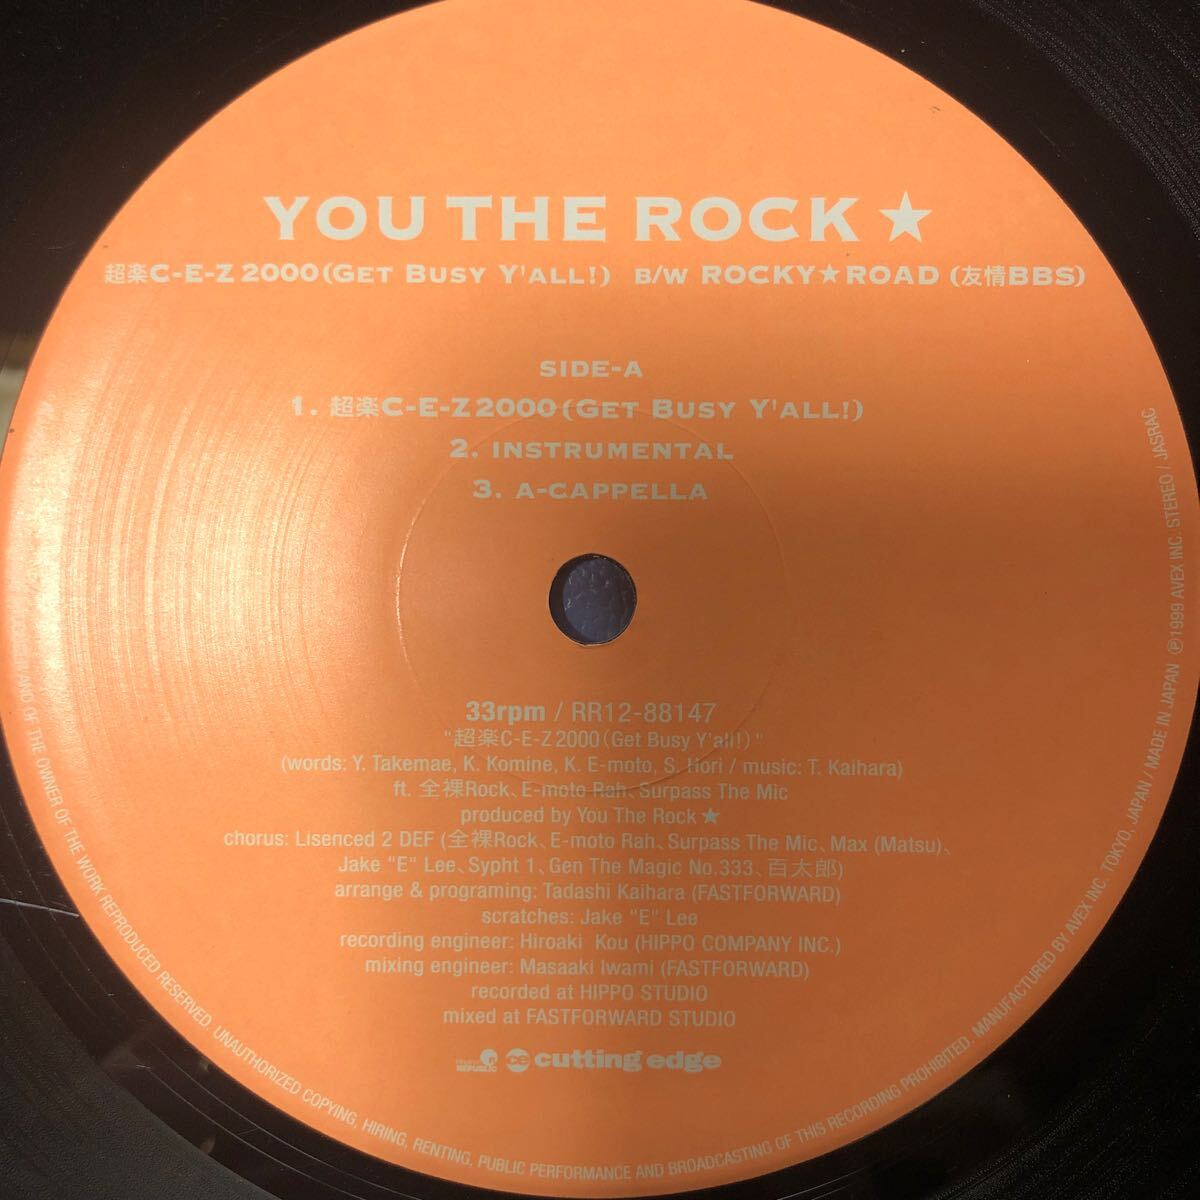 YOU THE ROCK ★
超楽C-E-Z 2000 (GET BUSY Y'ALL!) B/W ROCKY★ROAD (友情BBS)
SIDE-A
1. 超楽C-E-Z 2000 (GET BUSY Y'ALL!)
2. INSTRUMENTAL
3. A-CAPPELLA
33rpm / RR12-88147
"超楽C-E-Z 2000 (Get Busy Y'all!)"
(words: Y. Takemae, K. Komine, K. E-moto, S. Hori / music: T. Kaihara)
ft. 全裸Rock、E-moto Rah、Surpass The Mic
produced by You The Rock ★
chorus: Lisenced 2 DEF (全裸Rock、E-moto Rah、Surpass The Mic、Max (Matsu)、
Jake "E" Lee、Sypht 1、Gen The Magic No.333、百太郎)
arrange & programing: Tadashi Kaihara (FASTFORWARD)
scratches: Jake "E" Lee
recording engineer: Hiroaki Kou (HIPPO COMPANY INC.)
mixing engineer: Masaaki Iwami (FASTFORWARD)
recorded at HIPPO STUDIO
mixed at FASTFORWARD STUDIO
REPUBLIC ce cutting edge
AND OF THE OWNER OF THE WORK REPRODUCED RESERVED. UNAUTHORIZED COPYING, HIRING, RENTING, PUBLIC PERFORMANCE AND BROADCASTING OF THIS RECORDING PROHIBITED. MANUFACTURED BY AVEX INC. TOKYO, JAPAN / MADE IN JAPAN ℗1999 AVEX INC. STEREO / JASRAC